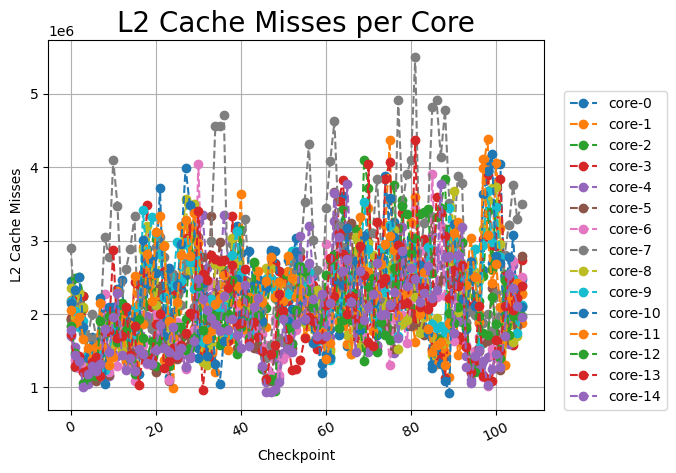 L2 Cache Misses per Core
1e6
5
4
3
2
1
L2 Cache Misses
0
20
40
60
80
100
Checkpoint
core-0
core-1
core-2
core-3
core-4
core-5
core-6
core-7
core-8
core-9
core-10
core-11
core-12
core-13
core-14